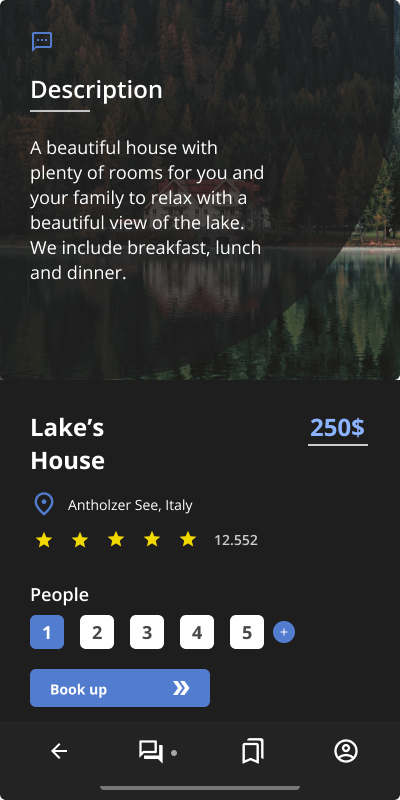 Description
A beautiful house with
plenty of rooms for you and
your family to relax with a
beautiful view of the lake.
We include breakfast, lunch
and dinner.
Lake’s
House
250$
Antholzer See, Italy
12.552
People
1 2 3 4 5 +
Book up